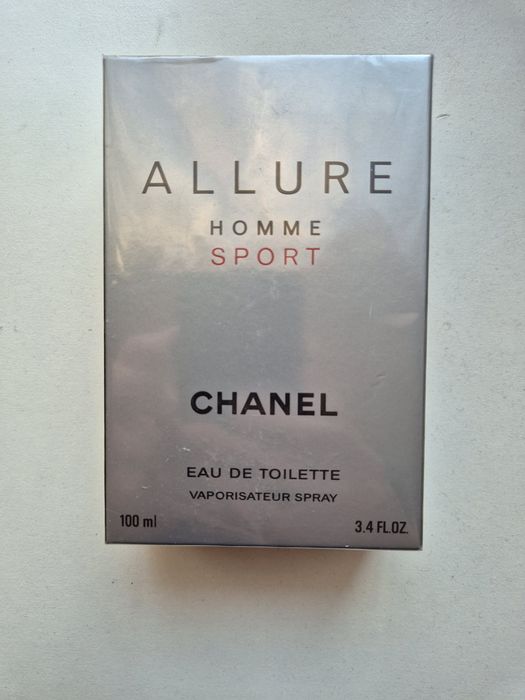 ALLURE
HOMME
SPORT
CHANEL
EAU DE TOILETTE
VAPORISATEUR SPRAY
100 ml 3.4 FL.OZ.